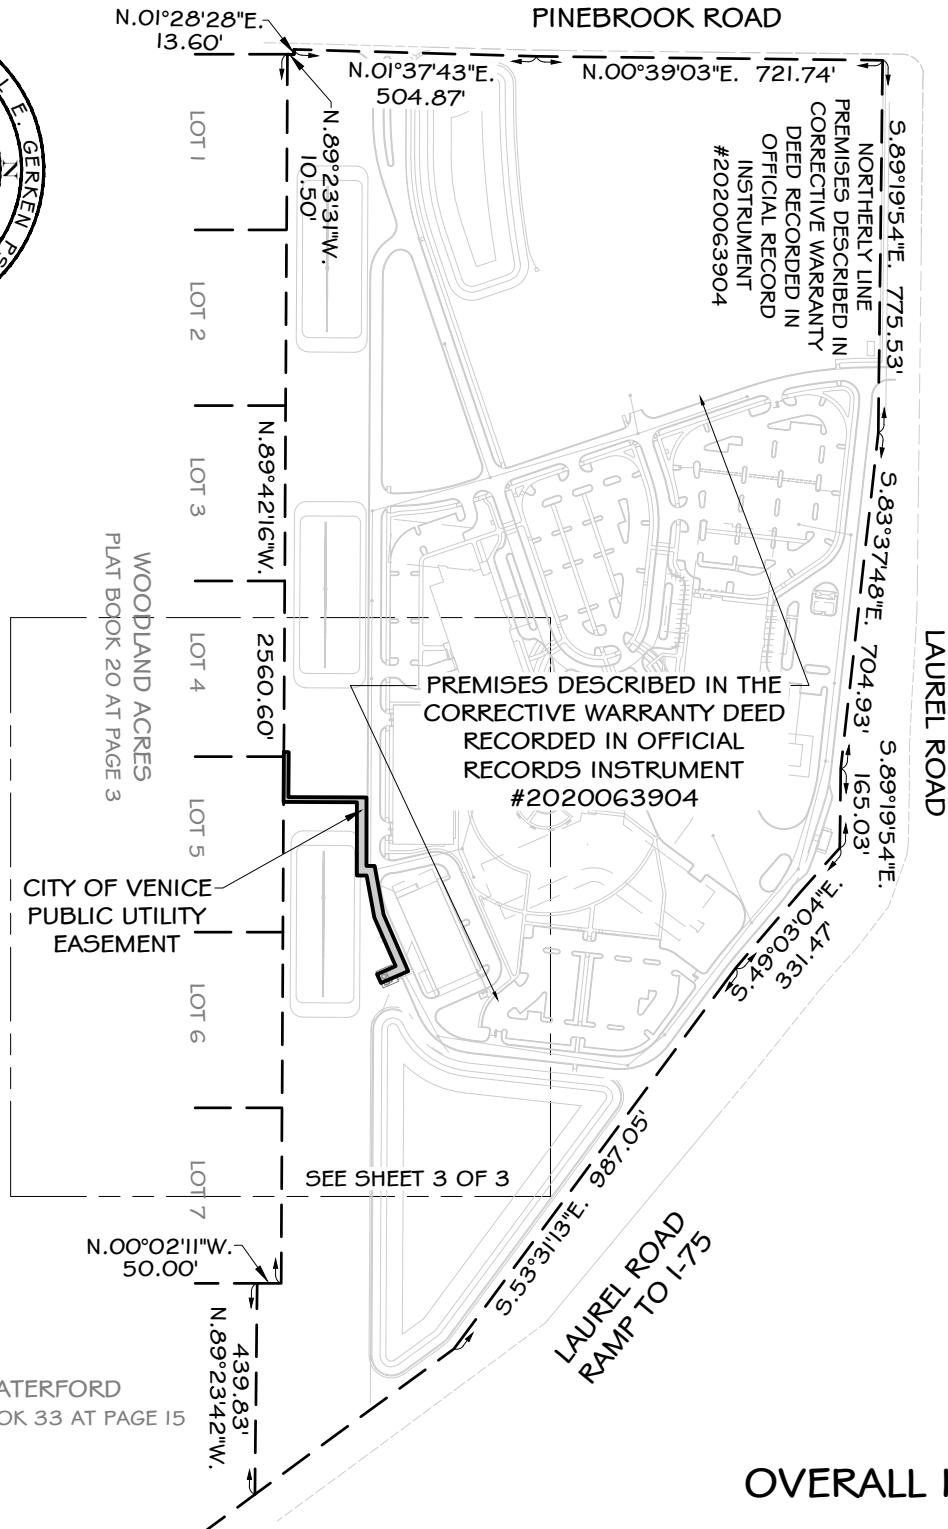 PINEBROOK ROAD
N.01°28'28"E.
13.60'
N.01°37'43"E.
504.87'
N.00°39'03"E. 721.74'
L E. GERKEN
N
N.89°23'31"W.
10.50'
S.89°19'54"E. 775.53'
NORTHERLY LINE
PREMISES DESCRIBED IN
CORRECTIVE WARRANTY
DEED RECORDED IN
OFFICIAL RECORD
INSTRUMENT
#2020063904
LOT 1
LOT 2
LOT 3
LOT 4
LOT 5
LOT 6
LOT 7
N.89°42'16"W.
2560.60'
WOODLAND ACRES
PLAT BOOK 20 AT PAGE 3
S.83°37'48"E. 704.93'
LAUREL ROAD
PREMISES DESCRIBED IN THE
CORRECTIVE WARRANTY DEED
RECORDED IN OFFICIAL
RECORDS INSTRUMENT
#2020063904
S.89°19'54"E.
165.03'
CITY OF VENICE
PUBLIC UTILITY
EASEMENT
S.49°03'04"E.
331.47'
SEE SHEET 3 OF 3
S.53°31'13"E. 987.05'
LAUREL ROAD
RAMP TO I-75
N.00°02'11"W.
50.00'
439.83'
N.89°23'42"W.
ATERFORD
OK 33 AT PAGE 15
OVERALL